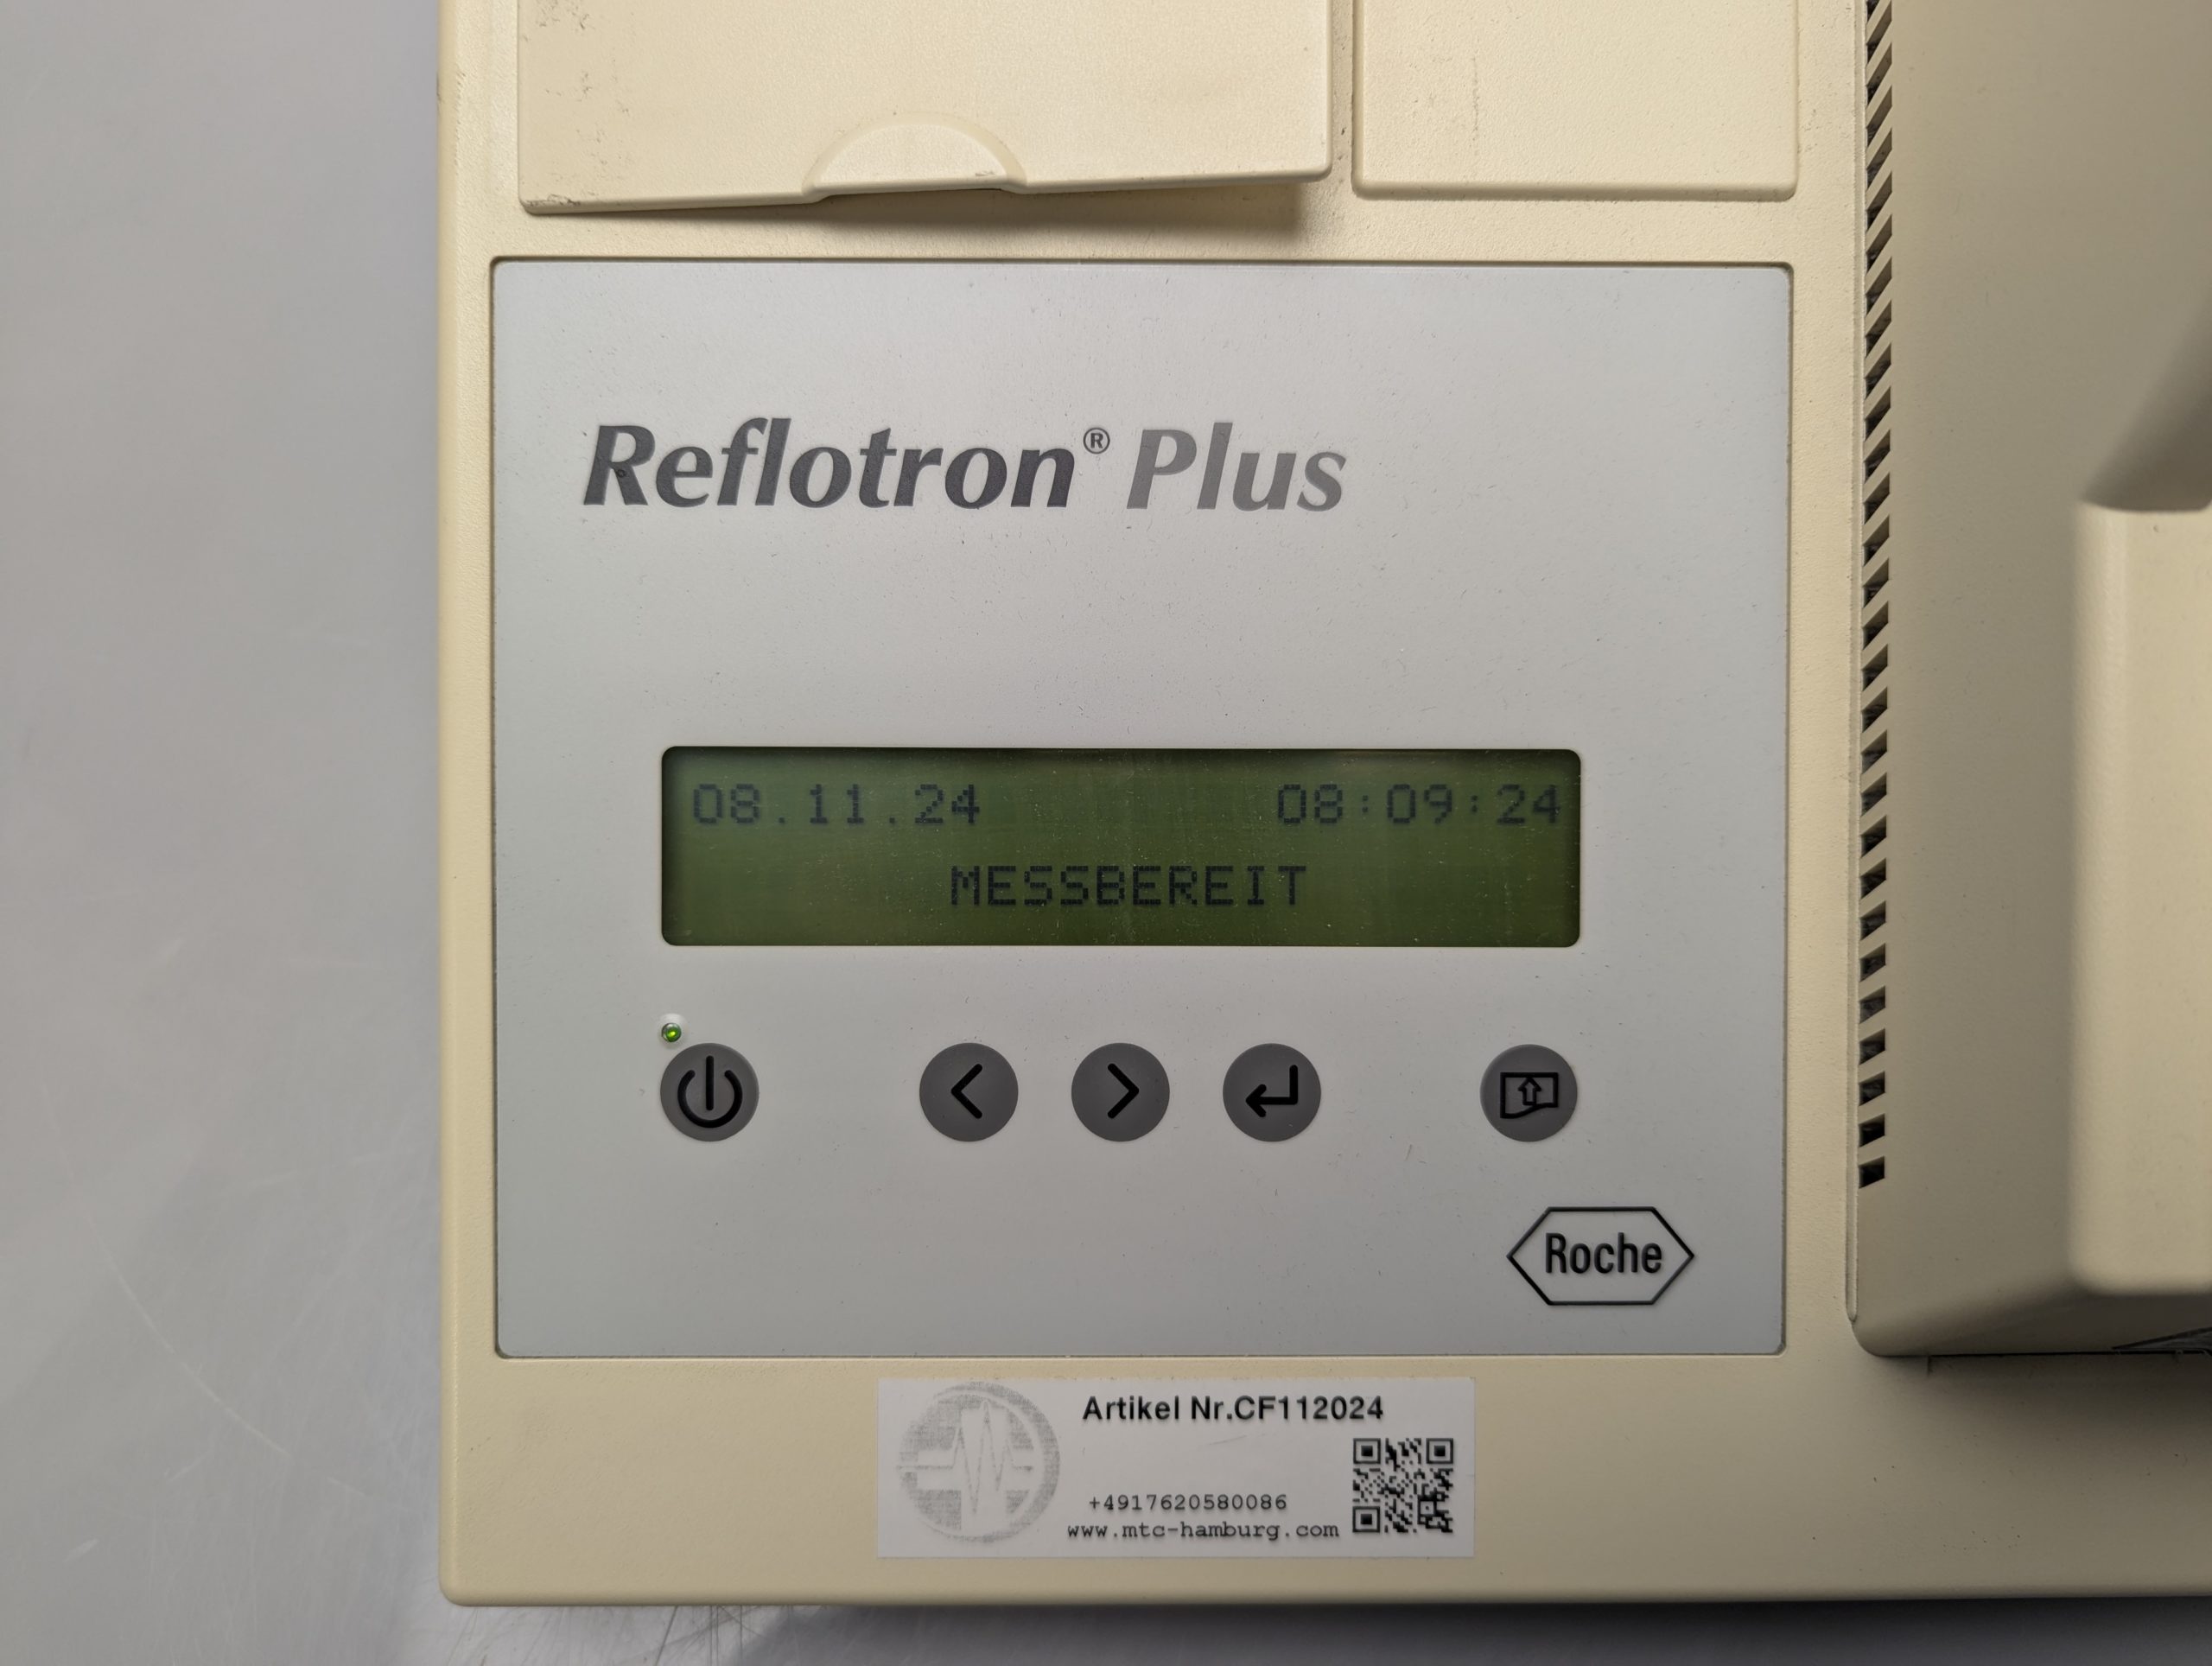 Reflotron® Plus
08.11.24 08:09:24
MESSBEREIT
Roche
Artikel Nr.CF112024
+4917620580086
www.mtc-hamburg.com